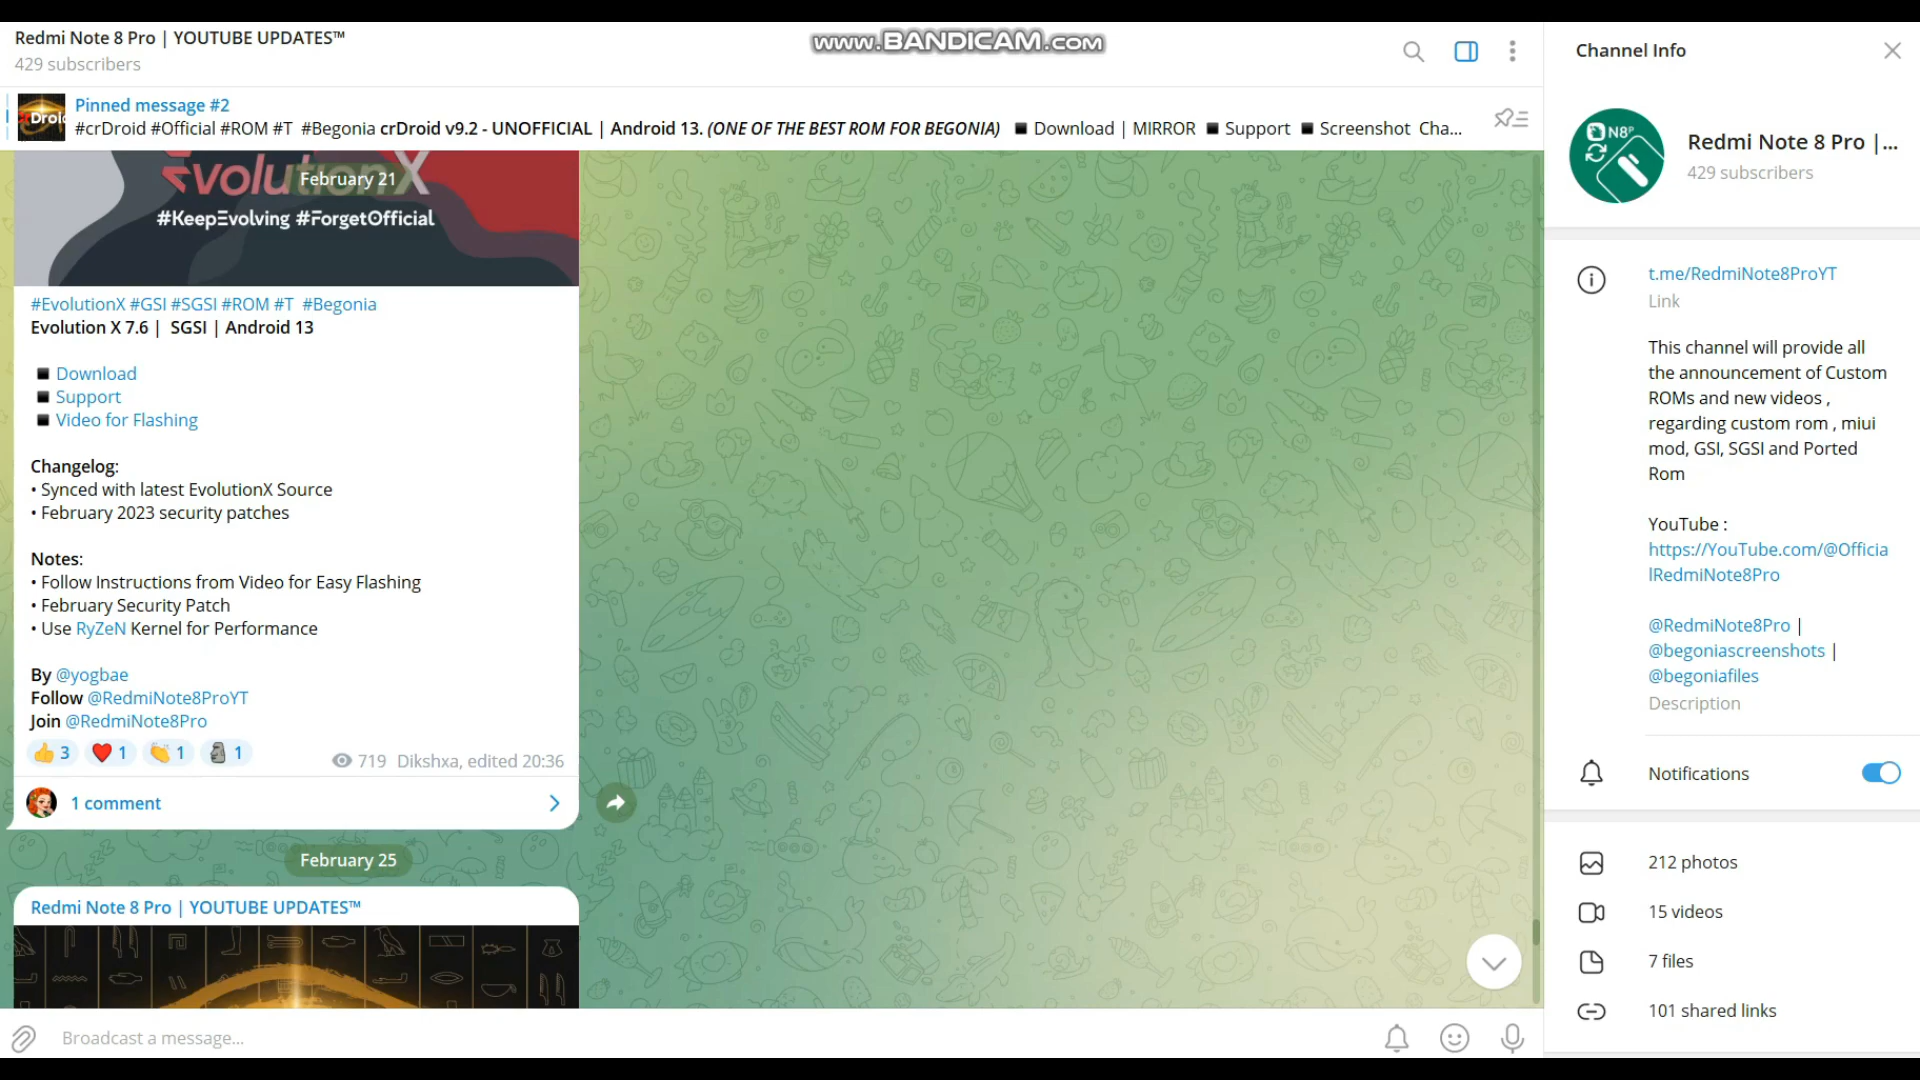 Redmi Note 8 Pro | YOUTUBE UPDATES™
429 subscribers
www.BANDICAM.com
Pinned message #2
#crDroid #Official #ROM #T #Begonia crDroid v9.2 - UNOFFICIAL | Android 13. (ONE OF THE BEST ROM FOR BEGONIA) ◾ Download | MIRROR ◾ Support ◾ Screenshot Cha...
EvolutionX
February 21
#KeepEvolving #ForgetOfficial
#EvolutionX #GSI #SGSI #ROM #T #Begonia
Evolution X 7.6 | SGSI | Android 13
◾ Download
◾ Support
◾ Video for Flashing
Changelog:
• Synced with latest EvolutionX Source
• February 2023 security patches
Notes:
• Follow Instructions from Video for Easy Flashing
• February Security Patch
• Use RyZeN Kernel for Performance
By @yogbae
Follow @RedmiNote8ProYT
Join @RedmiNote8Pro
3 1 1 1
719 Dikshxa, edited 20:36
1 comment
February 25
Redmi Note 8 Pro | YOUTUBE UPDATES™
Broadcast a message...
Channel Info
N8P
Redmi Note 8 Pro |...
429 subscribers
t.me/RedmiNote8ProYT
Link
This channel will provide all
the announcement of Custom
ROMs and new videos ,
regarding custom rom , miui
mod, GSI, SGSI and Ported
Rom
YouTube :
https://YouTube.com/@Officia
lRedmiNote8Pro
@RedmiNote8Pro |
@begoniascreenshots |
@begoniafiles
Description
Notifications
212 photos
15 videos
7 files
101 shared links